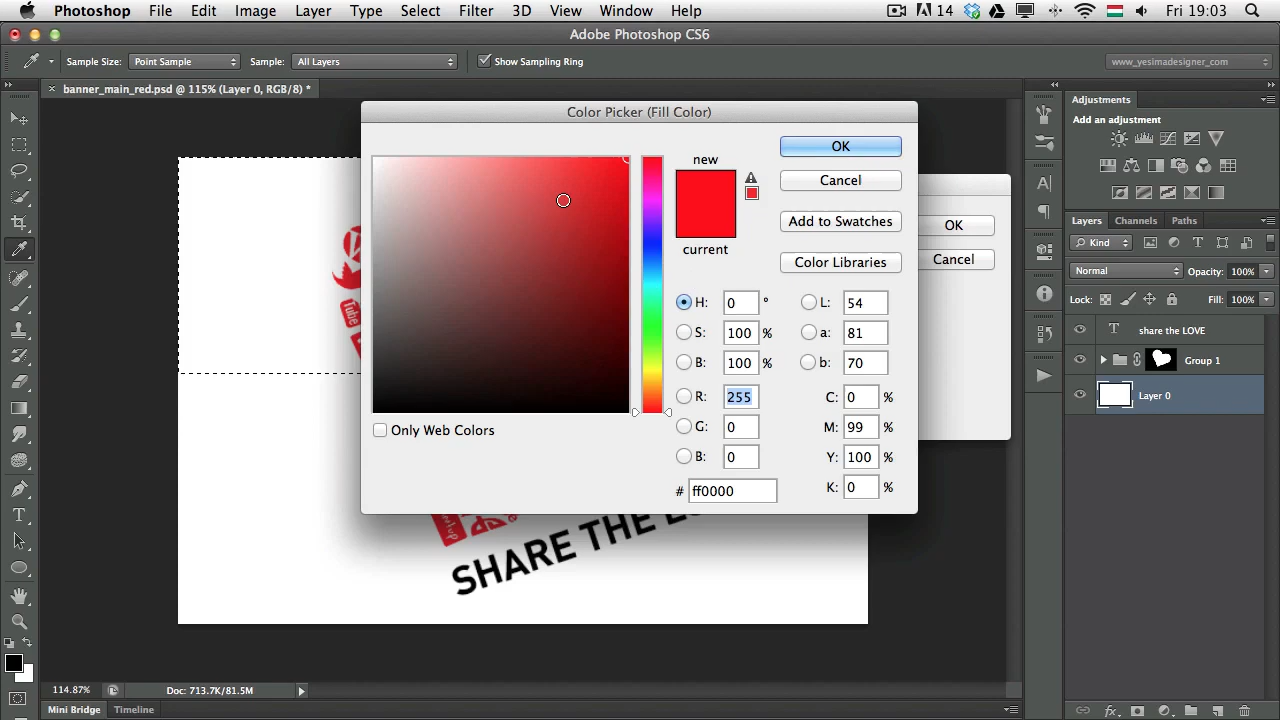 Photoshop File Edit Image Layer Type Select Filter 3D View Window Help 14 Fri 19:03
Adobe Photoshop CS6
Sample Size: Point Sample Sample: All Layers Show Sampling Ring www_yesimadesigner_com
× banner_main_red.psd @ 115% (Layer 0, RGB/8) *
Color Picker (Fill Color)
new
current
OK
Cancel
Add to Swatches
Color Libraries
H: 0 °
S: 100 %
B: 100 %
R: 255
G: 0
B: 0
# ff0000
L: 54
a: 81
b: 70
C: 0 %
M: 99 %
Y: 100 %
K: 0 %
Only Web Colors
OK
Cancel
You
Tube
SHARE THE
Adjustments
Add an adjustment
Layers Channels Paths
Kind
Normal Opacity: 100%
Lock: Fill: 100%
T share the LOVE
Group 1
Layer 0
114.87% Doc: 713.7K/81.5M
Mini Bridge Timeline